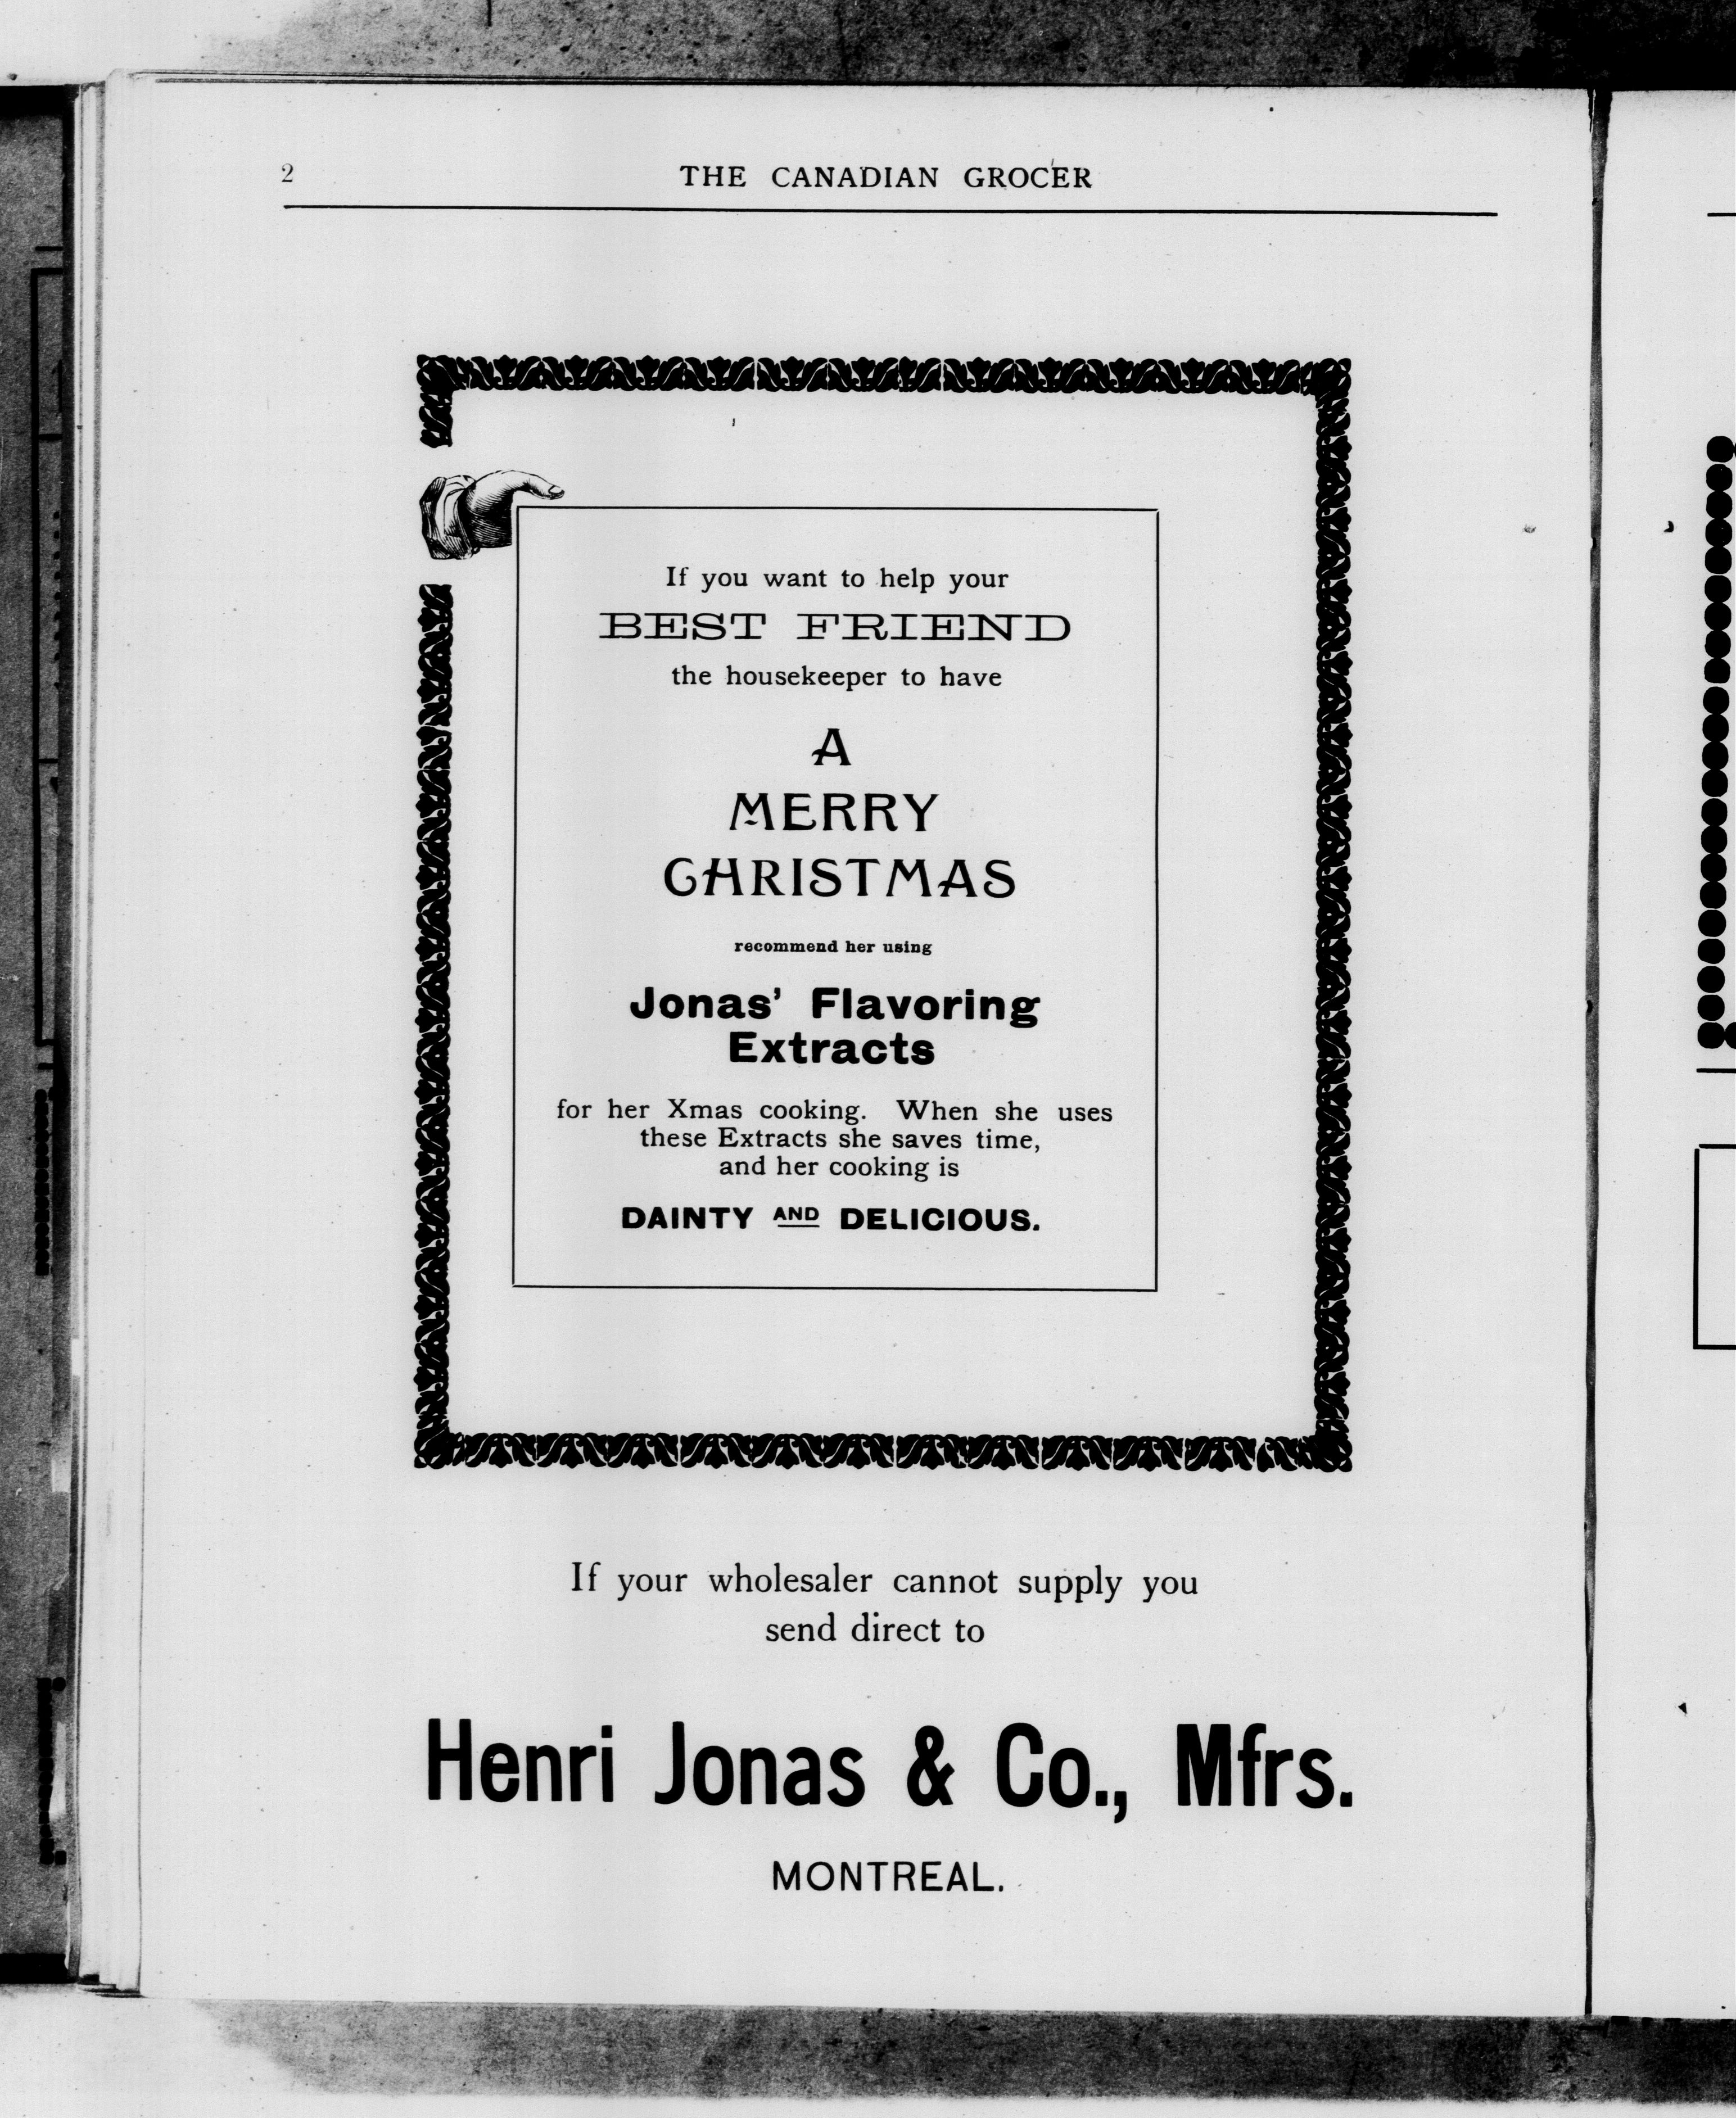 2
THE CANADIAN GROCER
If you want to help your
BEST FRIEND
the housekeeper to have
A
MERRY
CHRISTMAS
recommend her using
Jonas' Flavoring
Extracts
for her Xmas cooking. When she uses
these Extracts she saves time,
and her cooking is
DAINTY AND DELICIOUS.
If your wholesaler cannot supply you
send direct to
Henri Jonas & Co., Mfrs.
MONTREAL.